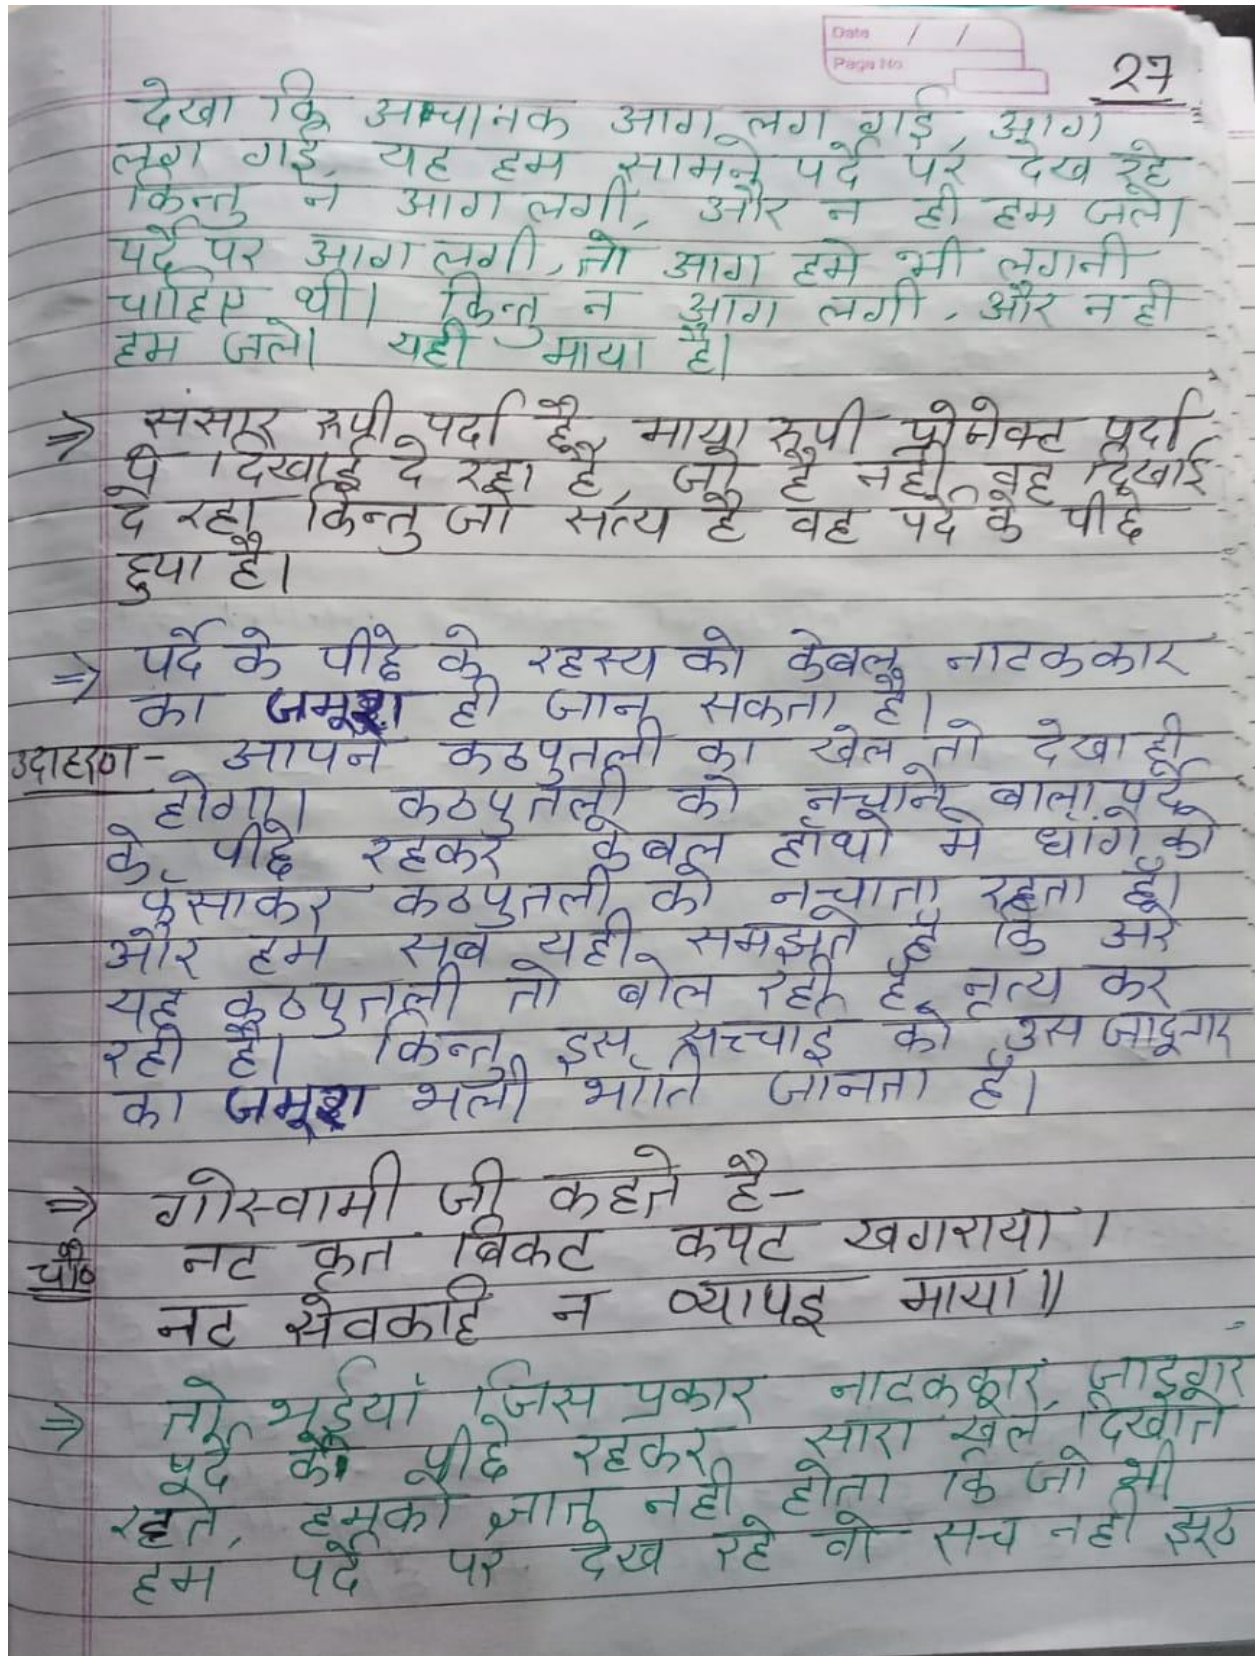 Date / /
Page No
27
देखा कि अचानक आग लग गई, आग
लग गई, यह हम सामने पर्दे पर देख रहे
किन्तु न आग लगी, और न ही हम जले।
पर्दे पर आग लगी, तो आग हमे भी लगनी
चाहिए थी। किन्तु न आग लगी, और न ही
हम जले। यही माया है।
⇒ संसार रूपी पर्दा है, माया रूपी प्रोजेक्ट पर्दा
पे दिखाई दे रहा है, जो है नही वह दिखाई
दे रहा किन्तु जो सत्य है वह पर्दे के पीछे
छुपा है।
⇒ पर्दे के पीछे के रहस्य को केबल नाटककार
का जमूरा ही जान सकता है।
उदाहरण - आपने कठपुतली का खेल तो देखा ही
होगा। कठपुतली को नचाने बाला पर्दे
के पीछे रहकर केबल हाथो मे धागे को
फँसाकर कठपुतली को नचाता रहता है।
और हम सब यही समझते है कि अरे
यह कठपुतली तो बोल रही है, नृत्य कर
रही है। किन्तु इस सच्चाई को उस जादूगर
का जमूरा भली भाति जानता है।
⇒ गोस्वामी जी कहते है-
चौ० नट कृत बिकट कपट खगराया।
नट सेवकहि न व्यापइ माया॥
⇒ तो भईयां जिस प्रकार नाटककार, जाइगर
पर्दे के पीछे रहकर सारा खेल दिखाते
रहते, हमको ज्ञात नही होता कि जो भी
हम पर्दे पर देख रहे वो सच नही झूठ